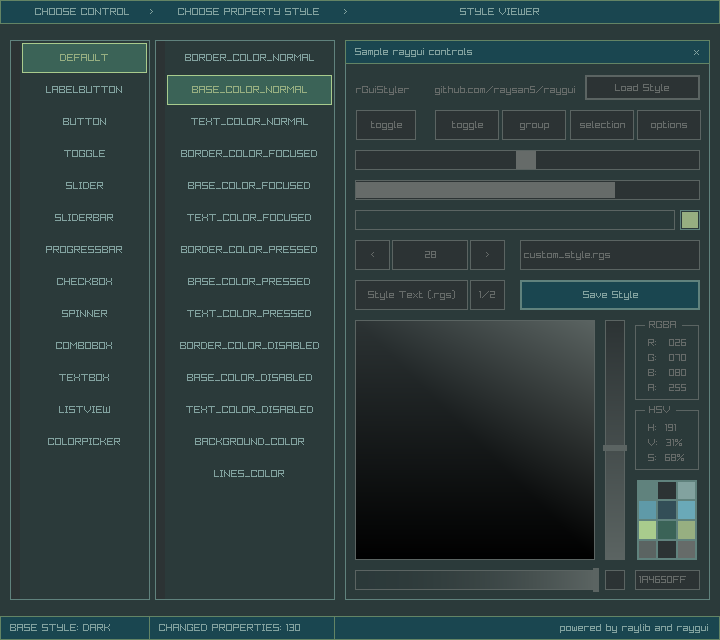 CHOOSE CONTROL > CHOOSE PROPERTY STYLE > STYLE VIEWER
DEFAULT
LABELBUTTON
BUTTON
TOGGLE
SLIDER
SLIDERBAR
PROGRESSBAR
CHECKBOX
SPINNER
COMBOBOX
TEXTBOX
LISTVIEW
COLORPICKER
BORDER_COLOR_NORMAL
BASE_COLOR_NORMAL
TEXT_COLOR_NORMAL
BORDER_COLOR_FOCUSED
BASE_COLOR_FOCUSED
TEXT_COLOR_FOCUSED
BORDER_COLOR_PRESSED
BASE_COLOR_PRESSED
TEXT_COLOR_PRESSED
BORDER_COLOR_DISABLED
BASE_COLOR_DISABLED
TEXT_COLOR_DISABLED
BACKGROUND_COLOR
LINES_COLOR
Sample raygui controls x
rGuiStyler github.com/raysan5/raygui Load Style
toggle toggle group selection options
< 28 > custom_style.rgs
Style Text (.rgs) 1/2 Save Style
RGBA
R: 026
G: 070
B: 080
A: 255
HSV
H: 191
V: 31%
S: 68%
1A4650FF
BASE STYLE: DARK CHANGED PROPERTIES: 130 powered by raylib and raygui